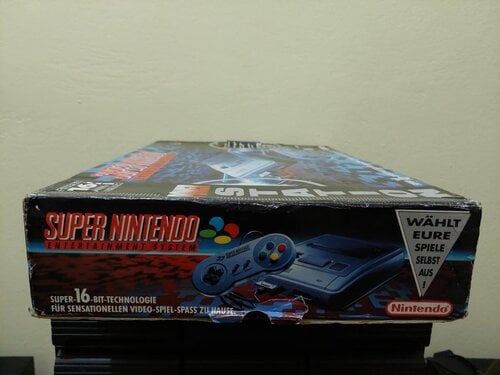 SUPER NINTENDO
ENTERTAINMENT SYSTEM
SUPER-16-BIT-TECHNOLOGIE
FÜR SENSATIONELLEN VIDEO-SPIEL-SPASS ZU HAUSE.
WÄHLT
EURE
SPIELE
SELBST
AUS
!
Nintendo